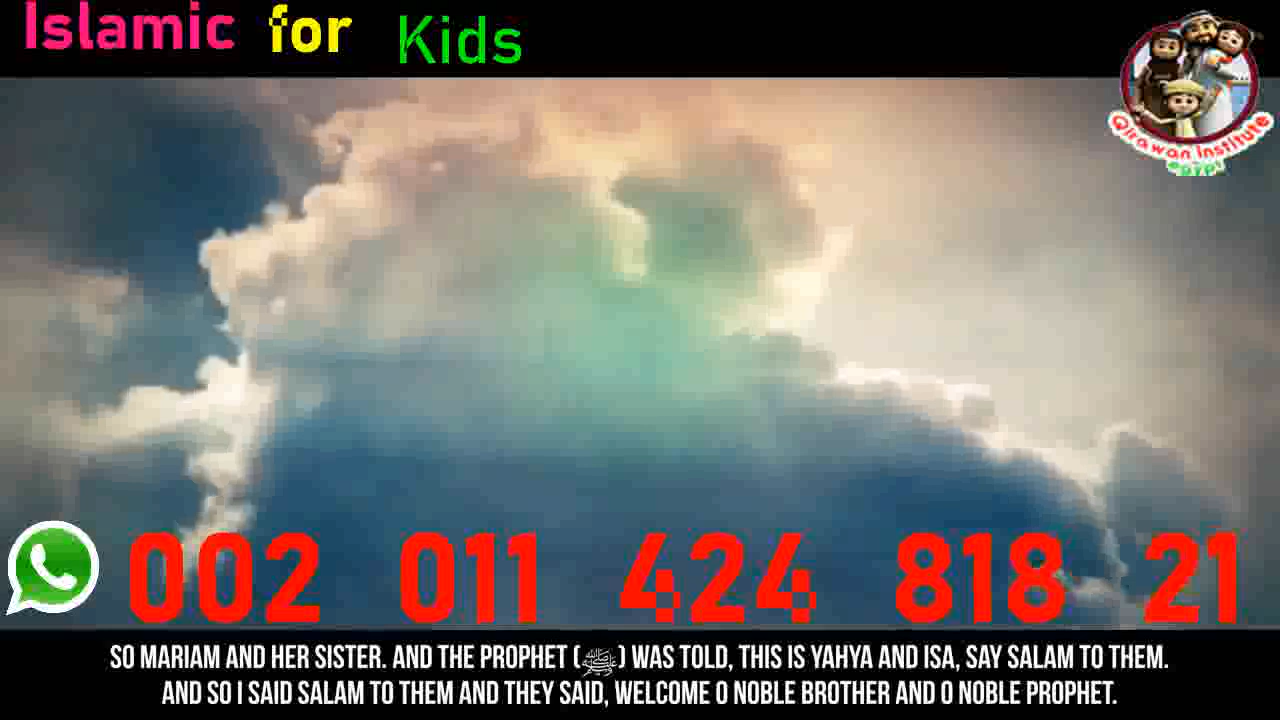 Islamic for Kids
Qirawan Institute
egypt
002 011 424 818 21
SO MARIAM AND HER SISTER. AND THE PROPHET (ﷺ) WAS TOLD, THIS IS YAHYA AND ISA, SAY SALAM TO THEM.
AND SO I SAID SALAM TO THEM AND THEY SAID, WELCOME O NOBLE BROTHER AND O NOBLE PROPHET.